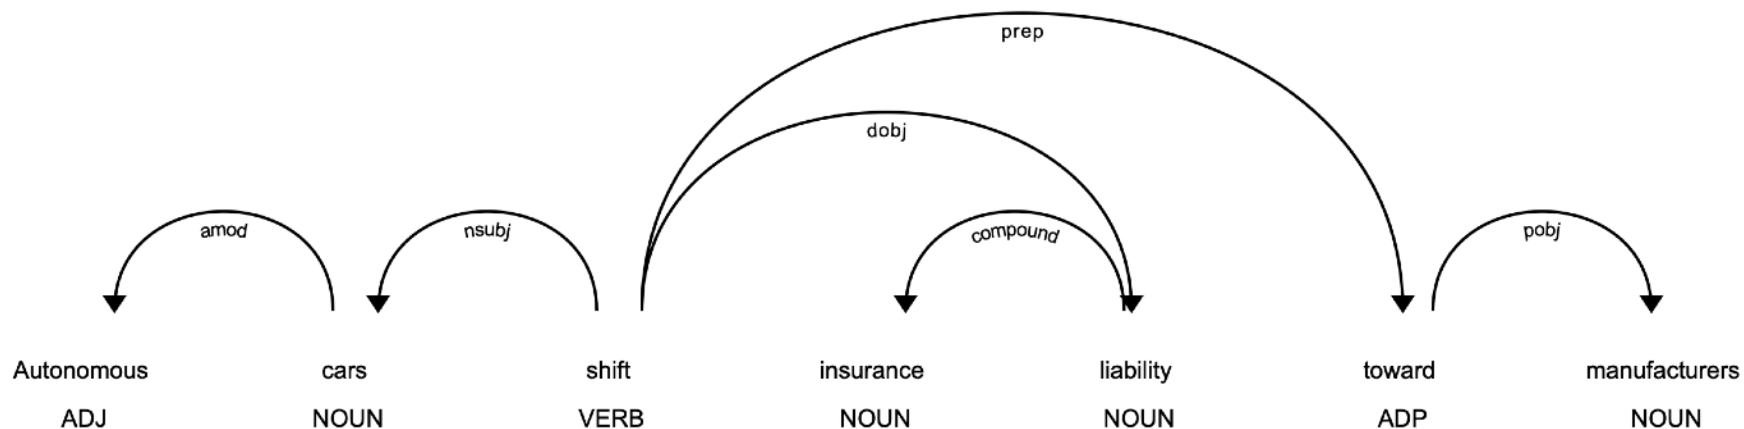 prep
dobj
amod nsubj compound pobj
Autonomous cars shift insurance liability toward manufacturers
ADJ NOUN VERB NOUN NOUN ADP NOUN